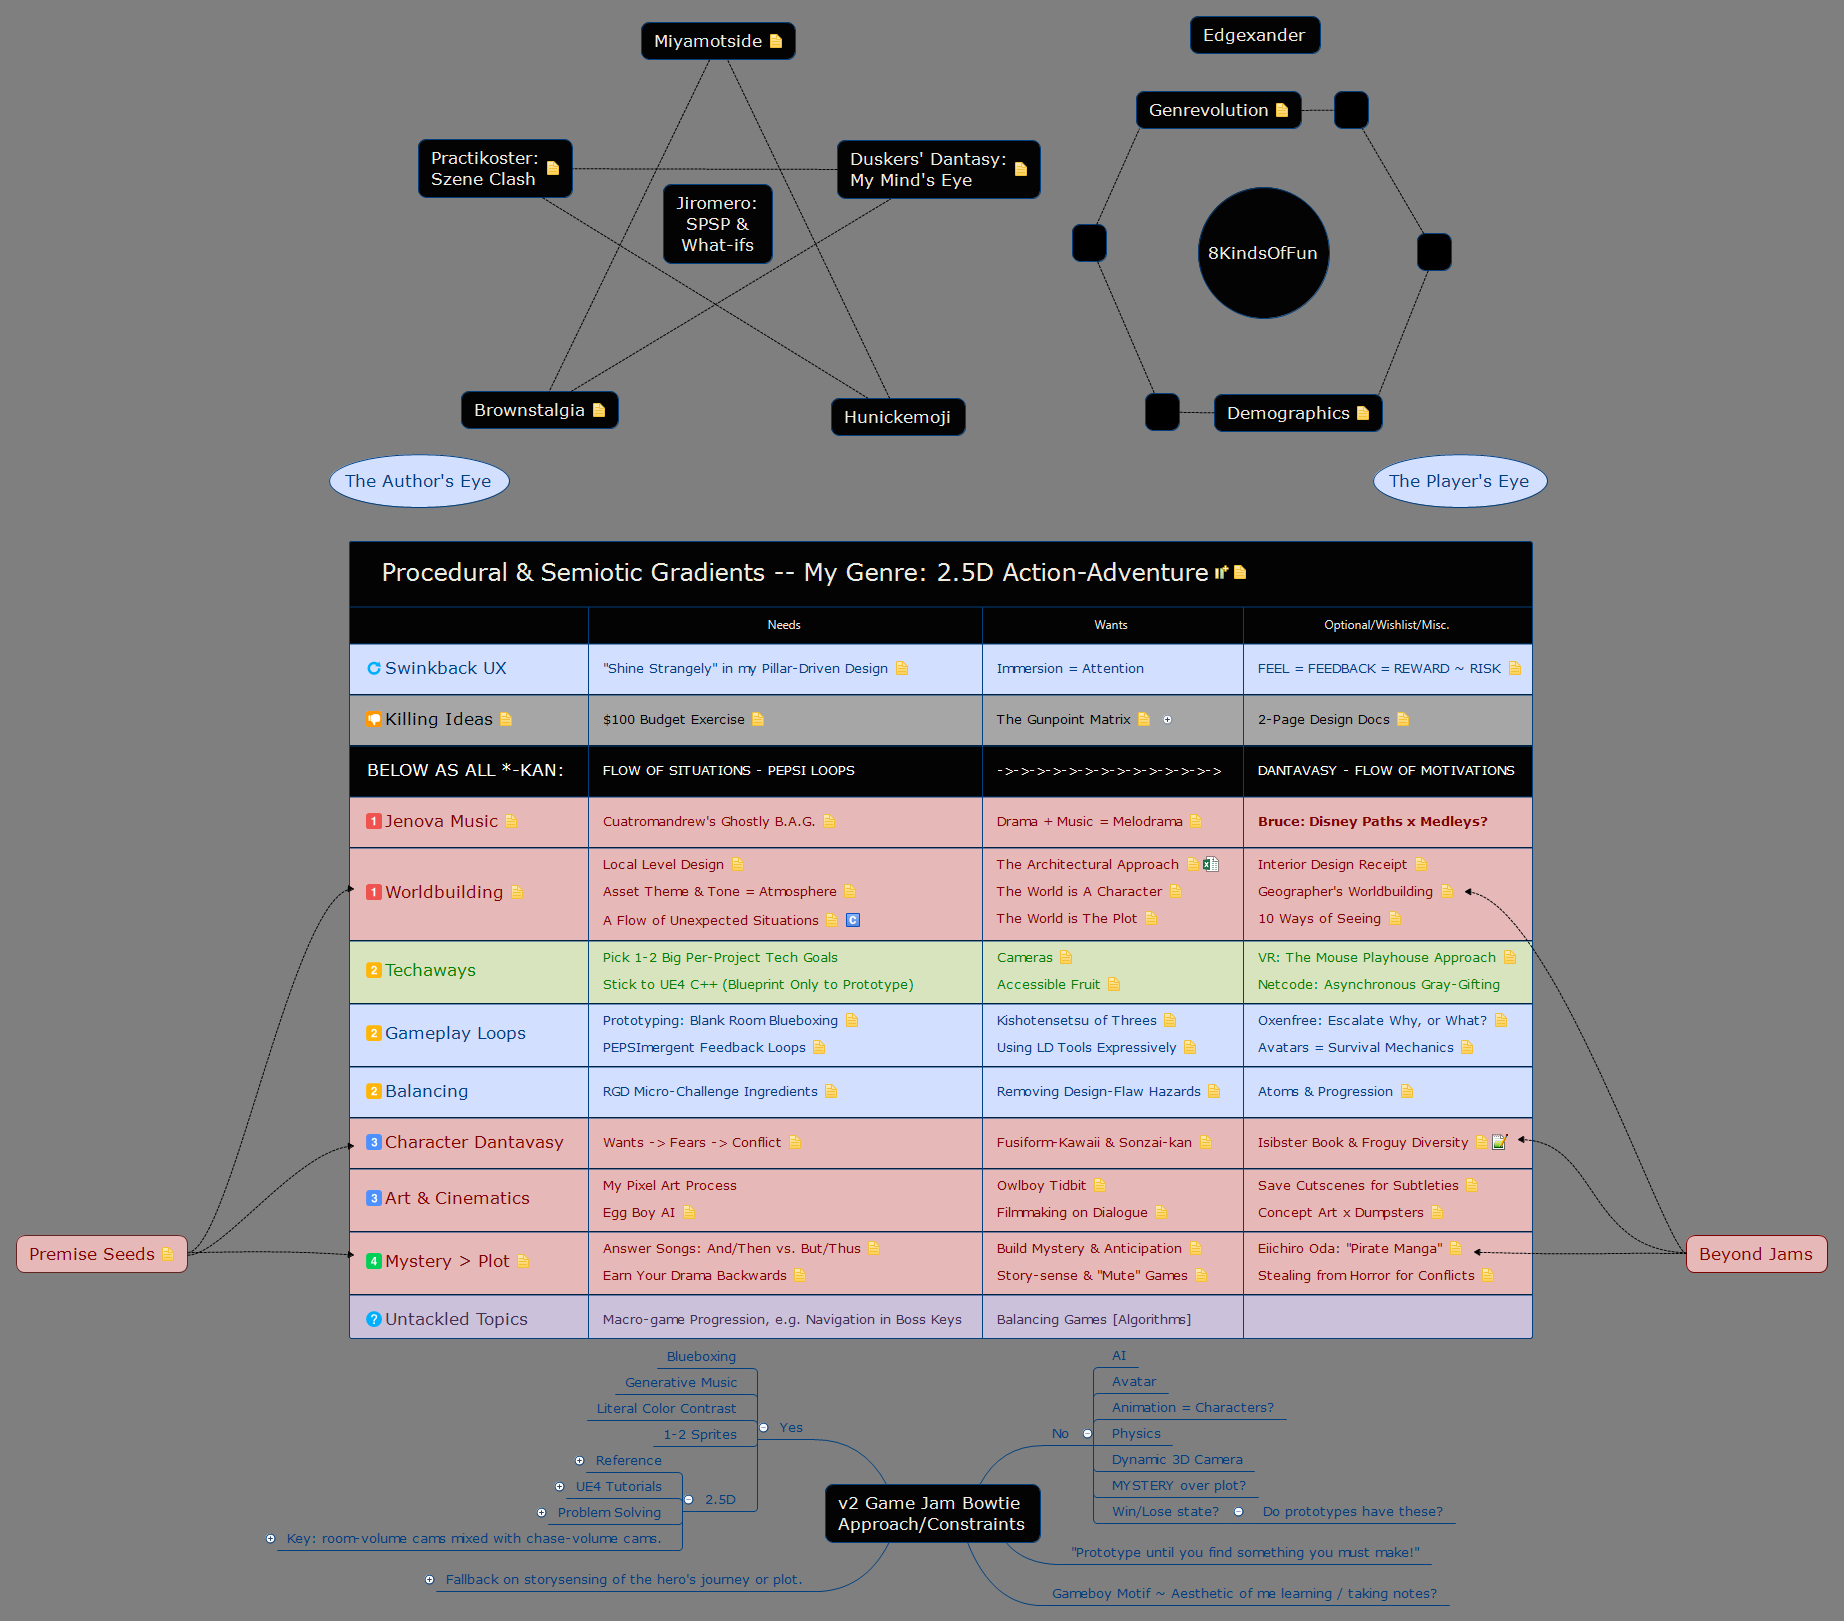 Miyamotside
Edgexander
Genrevolution
Practikoster:
Szene Clash
Duskers' Dantasy:
My Mind's Eye
Jiromero:
SPSP &
What-ifs
8KindsOfFun
Brownstalgia
Hunickemoji
Demographics
The Author's Eye
The Player's Eye
Procedural & Semiotic Gradients -- My Genre: 2.5D Action-Adventure
Needs
Wants
Optional/Wishlist/Misc.
Swinkback UX
"Shine Strangely" in my Pillar-Driven Design
Immersion = Attention
FEEL = FEEDBACK = REWARD ~ RISK
Killing Ideas
$100 Budget Exercise
The Gunpoint Matrix
2-Page Design Docs
BELOW AS ALL *-KAN:
FLOW OF SITUATIONS - PEPSI LOOPS
->->->->->->->->->->->->->->
DANTAVASY - FLOW OF MOTIVATIONS
1 Jenova Music
Cuatromandrew's Ghostly B.A.G.
Drama + Music = Melodrama
Bruce: Disney Paths x Medleys?
1 Worldbuilding
Local Level Design
Asset Theme & Tone = Atmosphere
A Flow of Unexpected Situations C
The Architectural Approach
The World is A Character
The World is The Plot
Interior Design Receipt
Geographer's Worldbuilding
10 Ways of Seeing
2 Techaways
Pick 1-2 Big Per-Project Tech Goals
Stick to UE4 C++ (Blueprint Only to Prototype)
Cameras
Accessible Fruit
VR: The Mouse Playhouse Approach
Netcode: Asynchronous Gray-Gifting
2 Gameplay Loops
Prototyping: Blank Room Blueboxing
PEPSImergent Feedback Loops
Kishotensetsu of Threes
Using LD Tools Expressively
Oxenfree: Escalate Why, or What?
Avatars = Survival Mechanics
2 Balancing
RGD Micro-Challenge Ingredients
Removing Design-Flaw Hazards
Atoms & Progression
3 Character Dantavasy
Wants -> Fears -> Conflict
Fusiform-Kawaii & Sonzai-kan
Isibster Book & Froguy Diversity
3 Art & Cinematics
My Pixel Art Process
Egg Boy AI
Owlboy Tidbit
Filmmaking on Dialogue
Save Cutscenes for Subtleties
Concept Art x Dumpsters
4 Mystery > Plot
Answer Songs: And/Then vs. But/Thus
Earn Your Drama Backwards
Build Mystery & Anticipation
Story-sense & "Mute" Games
Eiichiro Oda: "Pirate Manga"
Stealing from Horror for Conflicts
? Untackled Topics
Macro-game Progression, e.g. Navigation in Boss Keys
Balancing Games [Algorithms]
Premise Seeds
Beyond Jams
Blueboxing
Generative Music
Literal Color Contrast
1-2 Sprites
Yes
Reference
UE4 Tutorials
Problem Solving
Key: room-volume cams mixed with chase-volume cams.
2.5D
Fallback on storysensing of the hero's journey or plot.
v2 Game Jam Bowtie
Approach/Constraints
No
AI
Avatar
Animation = Characters?
Physics
Dynamic 3D Camera
MYSTERY over plot?
Win/Lose state?
Do prototypes have these?
"Prototype until you find something you must make!"
Gameboy Motif ~ Aesthetic of me learning / taking notes?